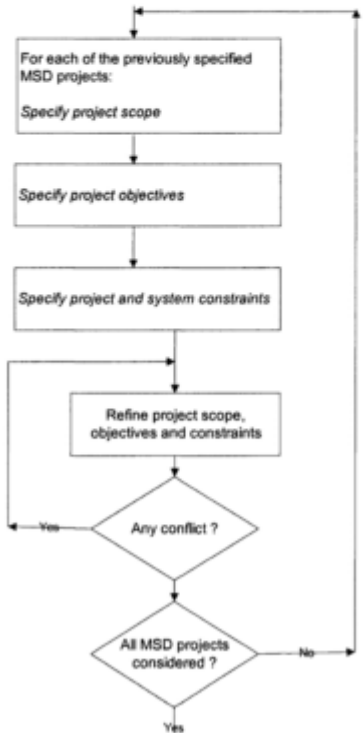 For each of the previously specified
MSD projects:
Specify project scope
Specify project objectives
Specify project and system constraints
Refine project scope,
objectives and constraints
Yes
Any conflict ?
All MSD projects
considered ?
No
Yes